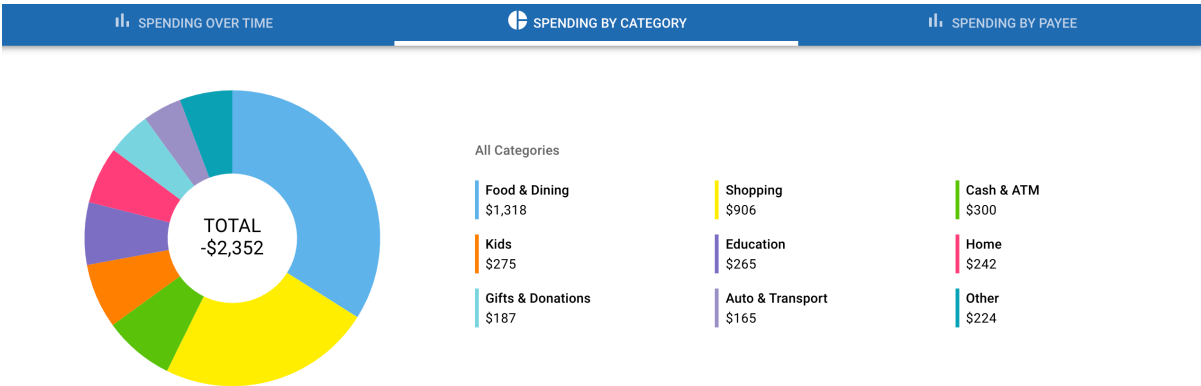 SPENDING OVER TIME
SPENDING BY CATEGORY
SPENDING BY PAYEE
TOTAL
-$2,352
All Categories
Food & Dining
$1,318
Shopping
$906
Cash & ATM
$300
Kids
$275
Education
$265
Home
$242
Gifts & Donations
$187
Auto & Transport
$165
Other
$224